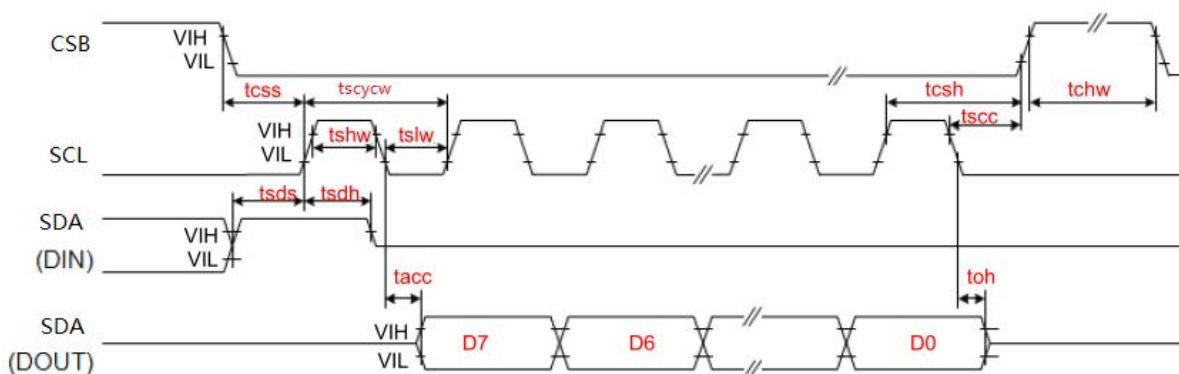 CSB
VIH
VIL
tcss
tscycw
tcsh
tchw
tscc
SCL
VIH
VIL
tshw
tslw
tsds
tsdh
SDA
(DIN)
VIH
VIL
tacc
toh
SDA
(DOUT)
VIH
VIL
D7
D6
D0